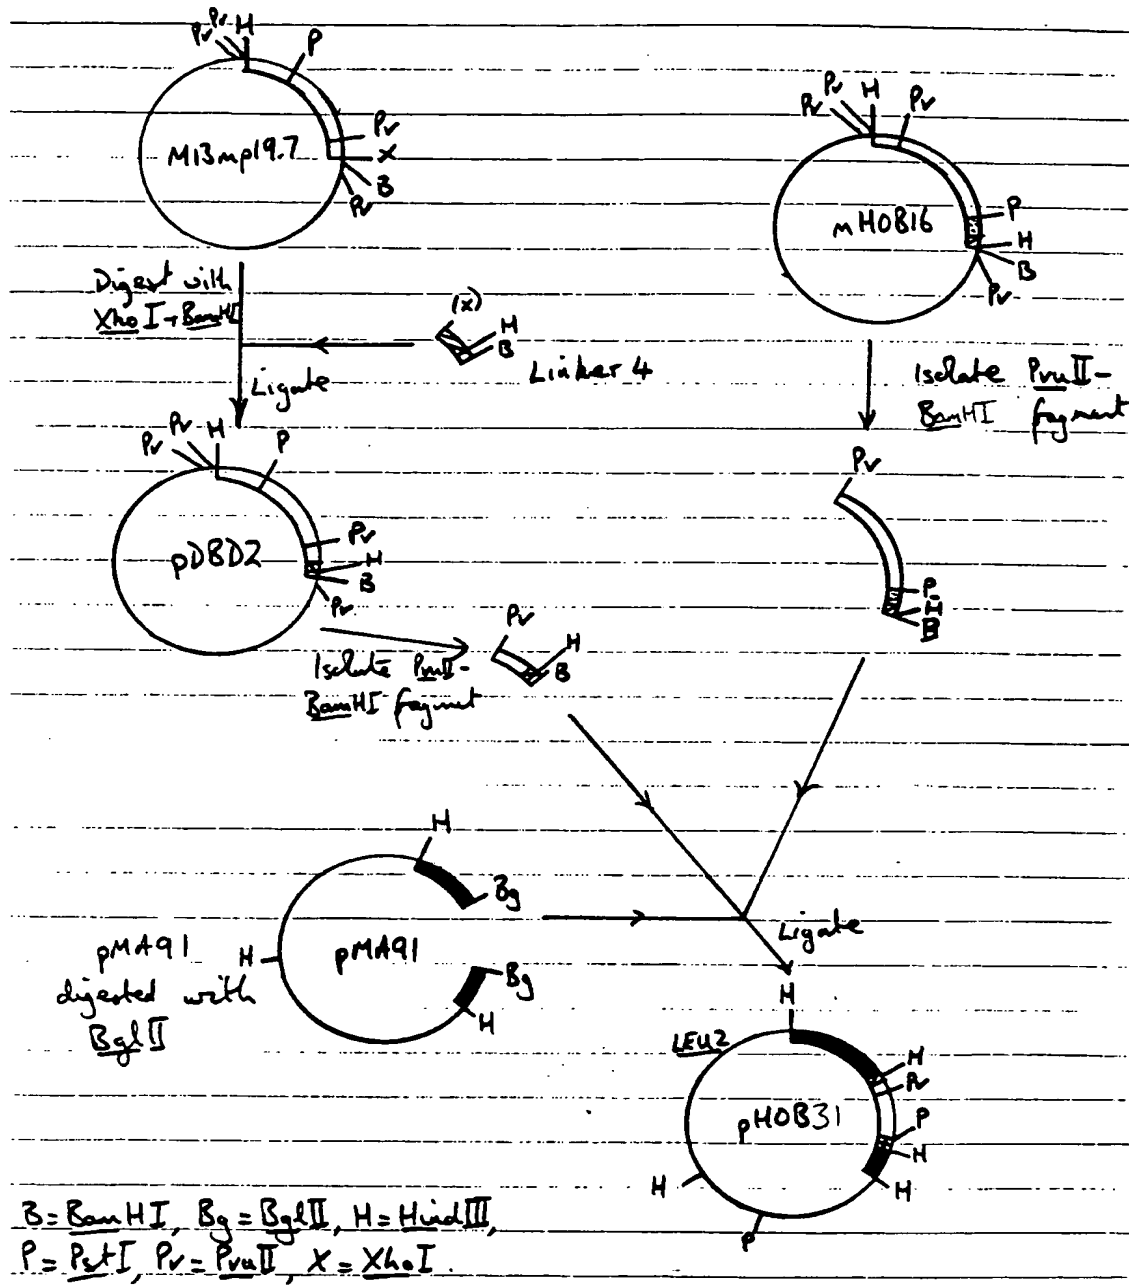 Pv Pv H P
M13mp19.7
Pv
X
B
Pv
Pv Pv H Pv
mHOB16
P
H
B
Pv
Digest with
XhoI + BamHI
(X)
H
B
Linker 4
Ligate
Isolate PvuII-
BamHI fragment
Pv Pv H P
pDBD2
Pv
H
B
Pv
Pv
P
H
B
Isolate PvuII-
BamHI fragment
Pv
H
B
H
Bg
pMA91
digested with
BglII
H
pMA91
Bg
H
Ligate
H
LEU2
H
Pv
pHOB31
P
H
H
H
P
B = BamHI, Bg = BglII, H = HindIII,
P = PstI, Pv = PvuII, X = XhoI.